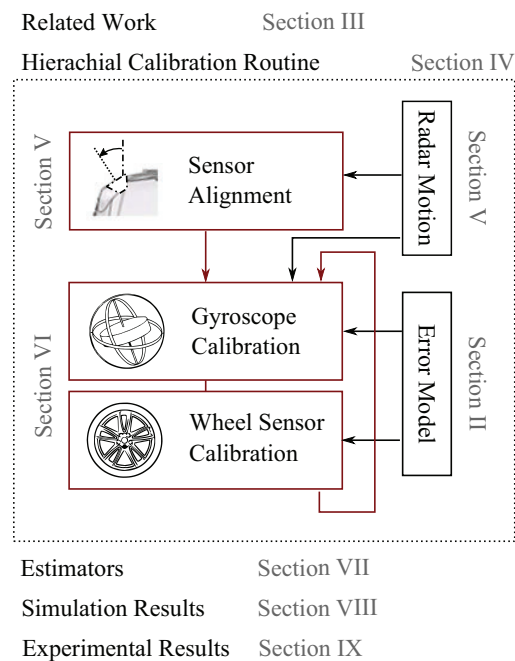 Related Work Section III
Hierachial Calibration Routine Section IV
Section V
Sensor
Alignment
Radar Motion
Section V
Section VI
Gyroscope
Calibration
Wheel Sensor
Calibration
Error Model
Section II
Estimators Section VII
Simulation Results Section VIII
Experimental Results Section IX